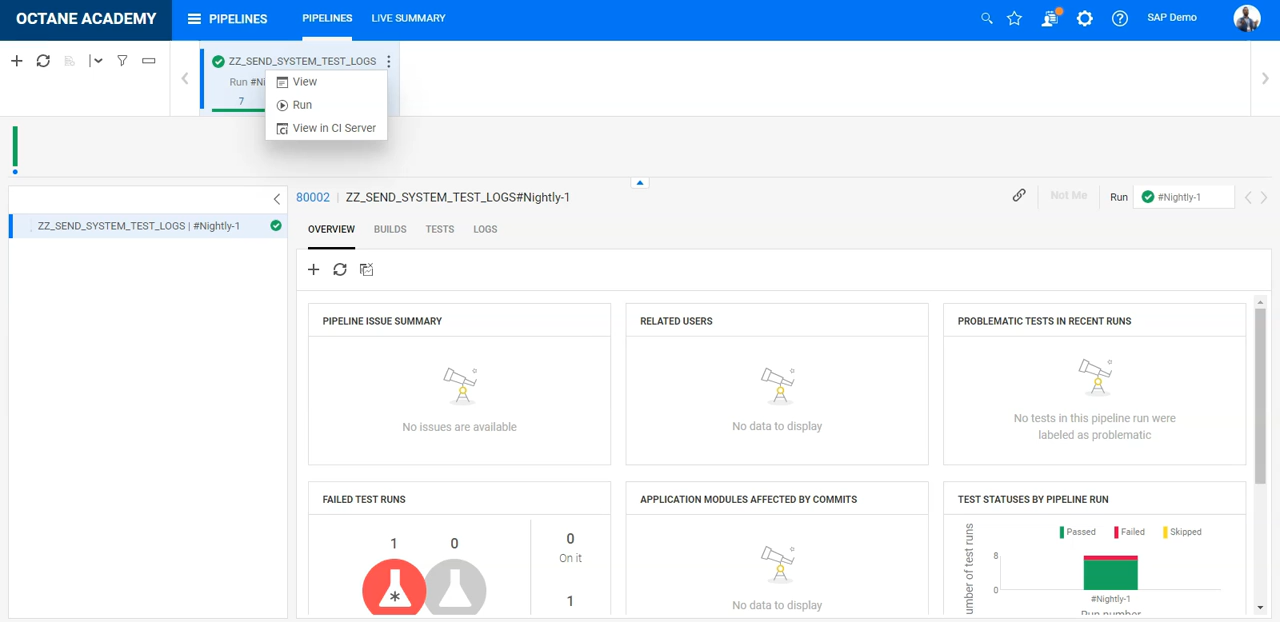 OCTANE ACADEMY
PIPELINES
PIPELINES
LIVE SUMMARY
SAP Demo
ZZ_SEND_SYSTEM_TEST_LOGS
Run #Ni
7
View
Run
View in CI Server
80002
ZZ_SEND_SYSTEM_TEST_LOGS#Nightly-1
Not Me
Run
#Nightly-1
ZZ_SEND_SYSTEM_TEST_LOGS | #Nightly-1
OVERVIEW
BUILDS
TESTS
LOGS
PIPELINE ISSUE SUMMARY
No issues are available
RELATED USERS
No data to display
PROBLEMATIC TESTS IN RECENT RUNS
No tests in this pipeline run were
labeled as problematic
FAILED TEST RUNS
1
0
0
On it
1
APPLICATION MODULES AFFECTED BY COMMITS
No data to display
TEST STATUSES BY PIPELINE RUN
Passed
Failed
Skipped
umber of test runs
8
0
#Nightly-1
Run number